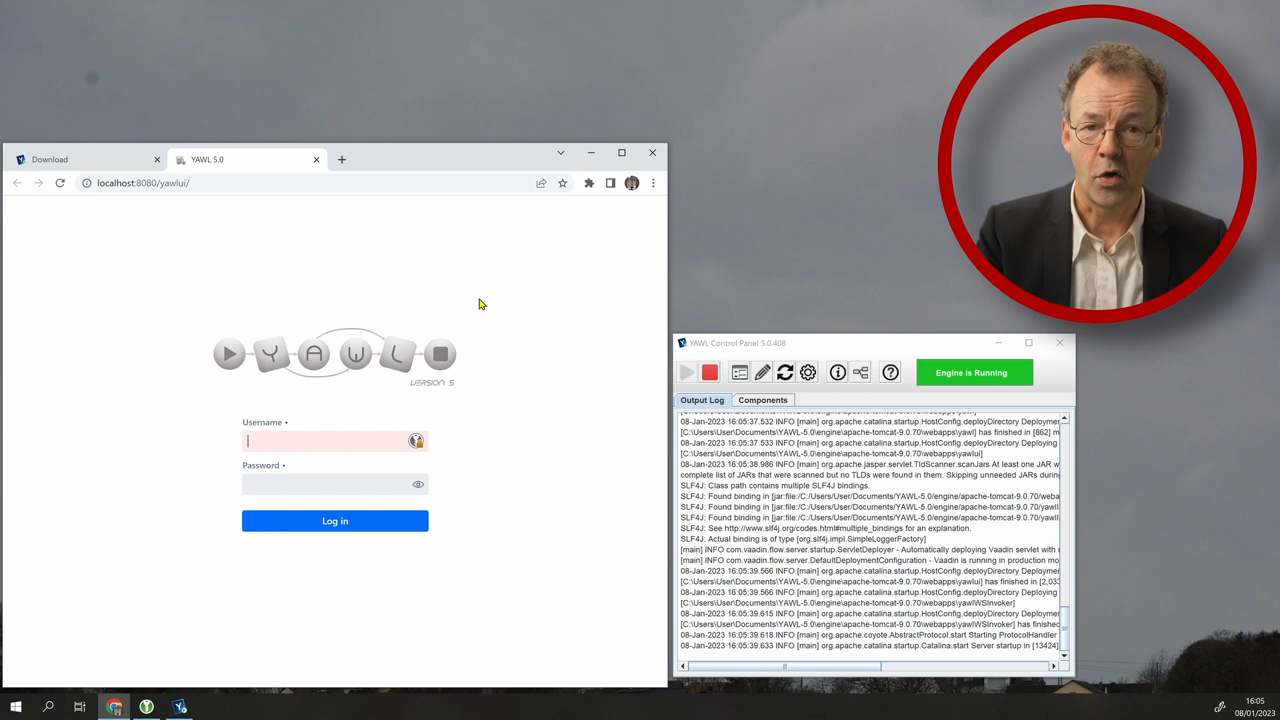 Download
YAWL 5.0
localhost:8080/yawlui/
Y A W L
VERSION 5
Username •
Password •
Log in
YAWL Control Panel 5.0.408
Engine is Running
Output Log
Components
08-Jan-2023 16:05:37.532 INFO [main] org.apache.catalina.startup.HostConfig.deployDirectory Deploymen
[C:\Users\User\Documents\YAWL-5.0\engine\apache-tomcat-9.0.70\webapps\yawl] has finished in [862] m
08-Jan-2023 16:05:37.533 INFO [main] org.apache.catalina.startup.HostConfig.deployDirectory Deploying
[C:\Users\User\Documents\YAWL-5.0\engine\apache-tomcat-9.0.70\webapps\yawlui]
08-Jan-2023 16:05:38.986 INFO [main] org.apache.jasper.servlet.TldScanner.scanJars At least one JAR w
complete list of JARs that were scanned but no TLDs were found in them. Skipping unneeded JARs durin
SLF4J: Class path contains multiple SLF4J bindings.
SLF4J: Found binding in [jar:file:/C:/Users/User/Documents/YAWL-5.0/engine/apache-tomcat-9.0.70/weba
SLF4J: Found binding in [jar:file:/C:/Users/User/Documents/YAWL-5.0/engine/apache-tomcat-9.0.70/yawll
SLF4J: Found binding in [jar:file:/C:/Users/User/Documents/YAWL-5.0/engine/apache-tomcat-9.0.70/yawll
SLF4J: See http://www.slf4j.org/codes.html#multiple_bindings for an explanation.
SLF4J: Actual binding is of type [org.slf4j.impl.SimpleLoggerFactory]
[main] INFO com.vaadin.flow.server.startup.ServletDeployer - Automatically deploying Vaadin servlet with
[main] INFO com.vaadin.flow.server.DefaultDeploymentConfiguration - Vaadin is running in production mo
08-Jan-2023 16:05:39.566 INFO [main] org.apache.catalina.startup.HostConfig.deployDirectory Deploymen
[C:\Users\User\Documents\YAWL-5.0\engine\apache-tomcat-9.0.70\webapps\yawlui] has finished in [2,033
08-Jan-2023 16:05:39.566 INFO [main] org.apache.catalina.startup.HostConfig.deployDirectory Deploying
[C:\Users\User\Documents\YAWL-5.0\engine\apache-tomcat-9.0.70\webapps\yawlWSInvoker]
08-Jan-2023 16:05:39.615 INFO [main] org.apache.catalina.startup.HostConfig.deployDirectory Deploymen
[C:\Users\User\Documents\YAWL-5.0\engine\apache-tomcat-9.0.70\webapps\yawlWSInvoker] has finished
08-Jan-2023 16:05:39.618 INFO [main] org.apache.coyote.AbstractProtocol.start Starting ProtocolHandler
08-Jan-2023 16:05:39.633 INFO [main] org.apache.catalina.startup.Catalina.start Server startup in [13424]
16:05
08/01/2023